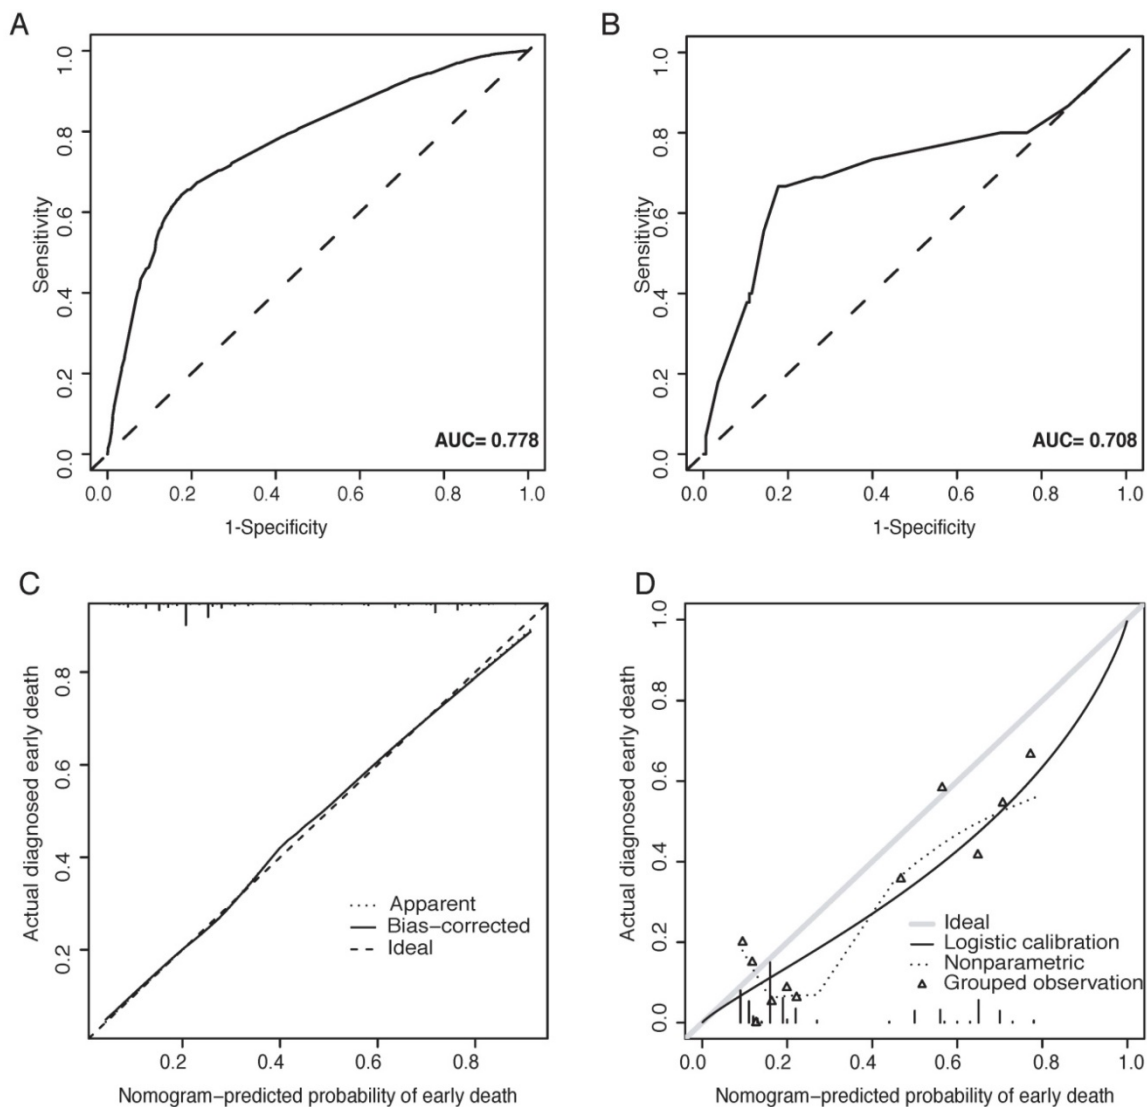 A
Sensitivity
1.0
0.8
0.6
0.4
0.2
0.0
AUC= 0.778
0.0 0.2 0.4 0.6 0.8 1.0
1-Specificity
B
Sensitivity
1.0
0.8
0.6
0.4
0.2
0.0
AUC= 0.708
0.0 0.2 0.4 0.6 0.8 1.0
1-Specificity
C
Actual diagnosed early death
0.8
0.6
0.4
0.2
Apparent
Bias-corrected
Ideal
0.2 0.4 0.6 0.8
Nomogram-predicted probability of early death
D
Actual diagnosed early death
1.0
0.8
0.6
0.4
0.2
0.0
Ideal
Logistic calibration
Nonparametric
Grouped observation
0.0 0.2 0.4 0.6 0.8 1.0
Nomogram-predicted probability of early death